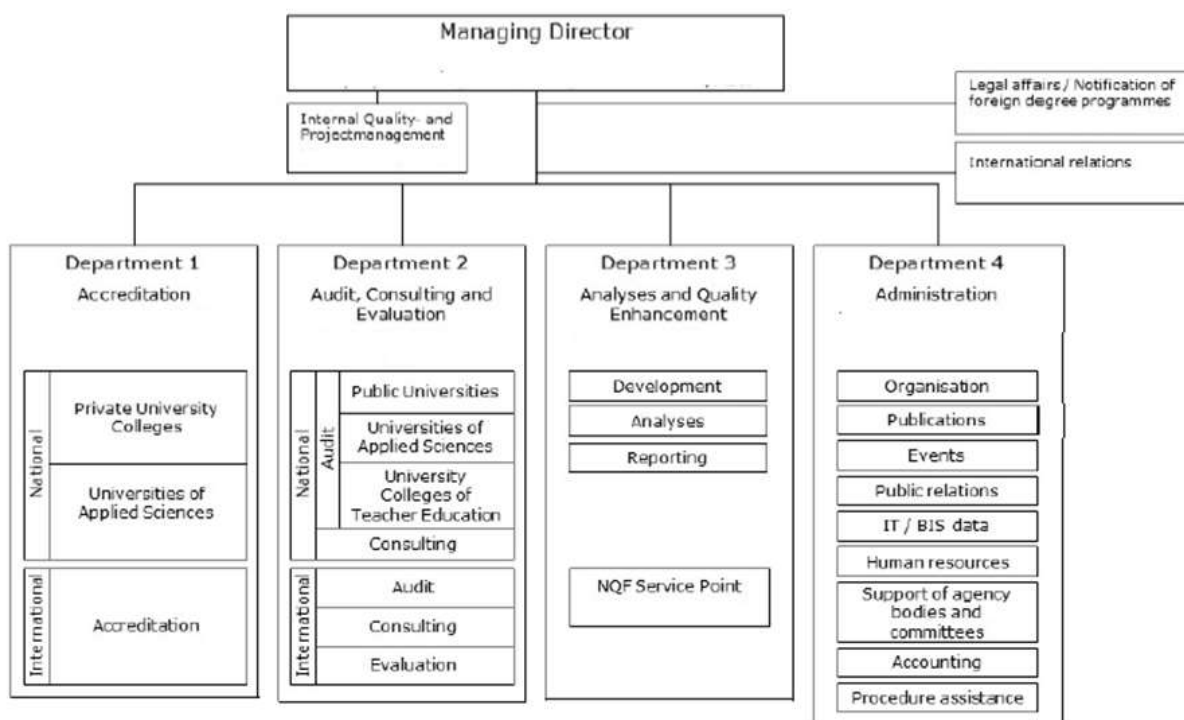 Managing Director
Legal affairs / Notification of
foreign degree programmes
Internal Quality- and
Projectmanagement
International relations
Department 1
Accreditation
National
Private University
Colleges
Universities of
Applied Sciences
International
Accreditation
Department 2
Audit, Consulting and
Evaluation
National
Audit
Public Universities
Universities
of Applied Sciences
University
Colleges of
Teacher Education
Consulting
International
Audit
Consulting
Evaluation
Department 3
Analyses and Quality
Enhancement
Development
Analyses
Reporting
NQF Service Point
Department 4
Administration
Organisation
Publications
Events
Public relations
IT / BIS data
Human resources
Support of agency
bodies and
committees
Accounting
Procedure assistance